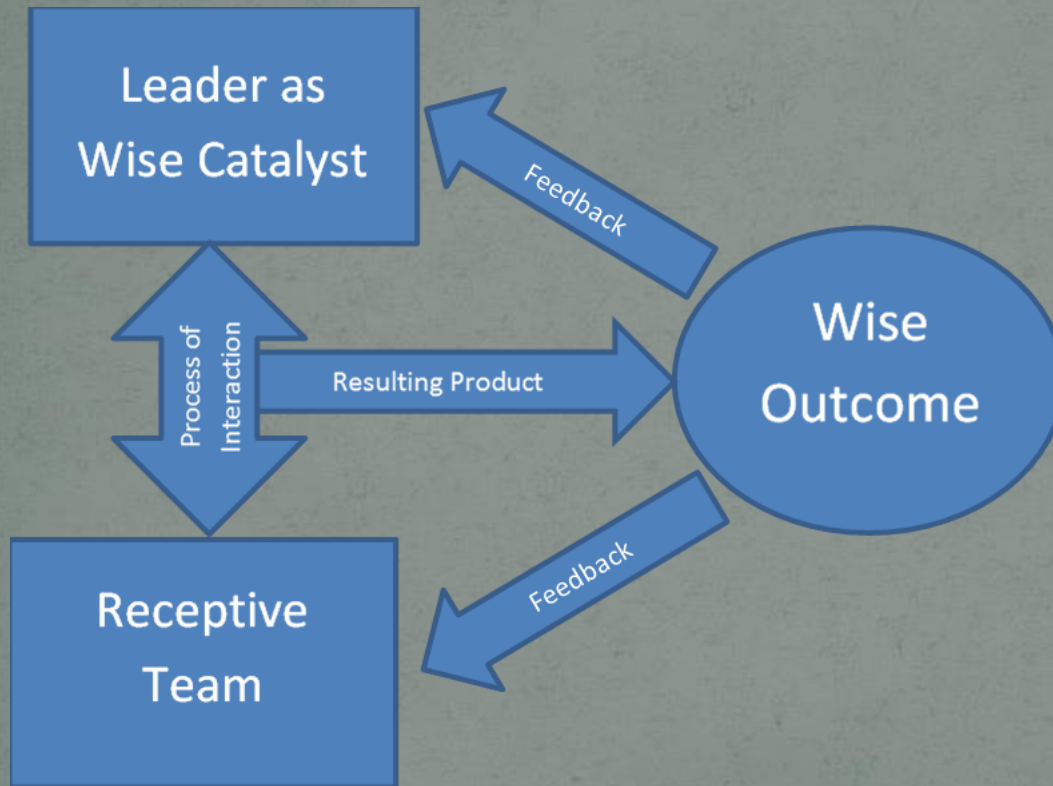 Leader as
Wise Catalyst
Feedback
Process of
Interaction
Resulting Product
Wise
Outcome
Feedback
Receptive
Team